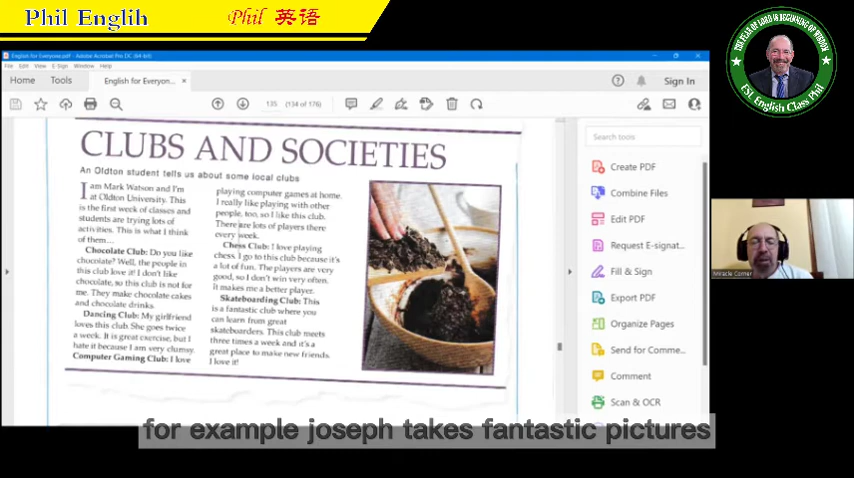 Phil Englih
Phil 英语
THE FEAR OF LORD IS BEGINNING OF WISDOM
ESL English Class Phil
English for Everyone.pdf - Adobe Acrobat Pro DC (64-bit)
File Edit View E-Sign Window Help
Home Tools English for Everyon... × Sign In
135 (134 of 176)
CLUBS AND SOCIETIES
An Oldton student tells us about some local clubs
I am Mark Watson and I'm
at Oldton University. This
is the first week of classes and
students are trying lots of
activities. This is what I think
of them...
Chocolate Club: Do you like
chocolate? Well, the people in
this club love it! I don't like
chocolate, so this club is not for
me. They make chocolate cakes
and chocolate drinks.
Dancing Club: My girlfriend
loves this club. She goes twice
a week. It is great exercise, but I
hate it because I am very clumsy.
Computer Gaming Club: I love
playing computer games at home.
I really like playing with other
people, too, so I like this club.
There are lots of players there
every week.
Chess Club: I love playing
chess. I go to this club because it's
a lot of fun. The players are very
good, so I don't win very often.
It makes me a better player.
Skateboarding Club: This
is a fantastic club where you
can learn from great
skateboarders. This club meets
three times a week and it's a
great place to make new friends.
I love it!
Search tools
Create PDF
Combine Files
Edit PDF
Request E-signat...
Fill & Sign
Export PDF
Organize Pages
Send for Comme...
Comment
Scan & OCR
Miracle Corner
for example joseph takes fantastic pictures